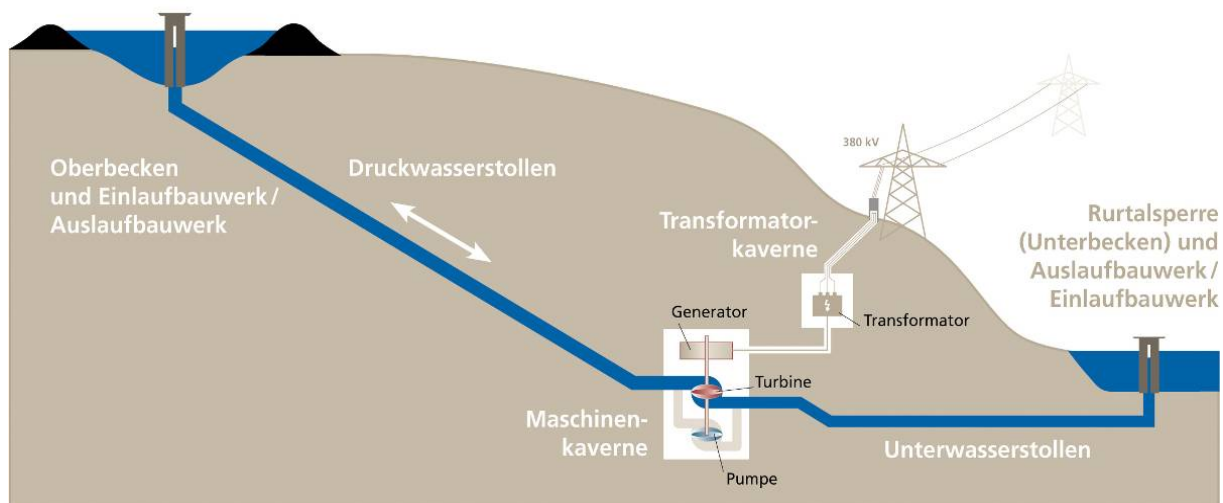 380 kV
Oberbecken
und Einlaufbauwerk /
Auslaufbauwerk
Druckwasserstollen
Transformator-
kaverne
Rurtalsperre
(Unterbecken) und
Auslaufbauwerk /
Einlaufbauwerk
Generator
Transformator
Turbine
Maschinen-
kaverne
Pumpe
Unterwasserstollen